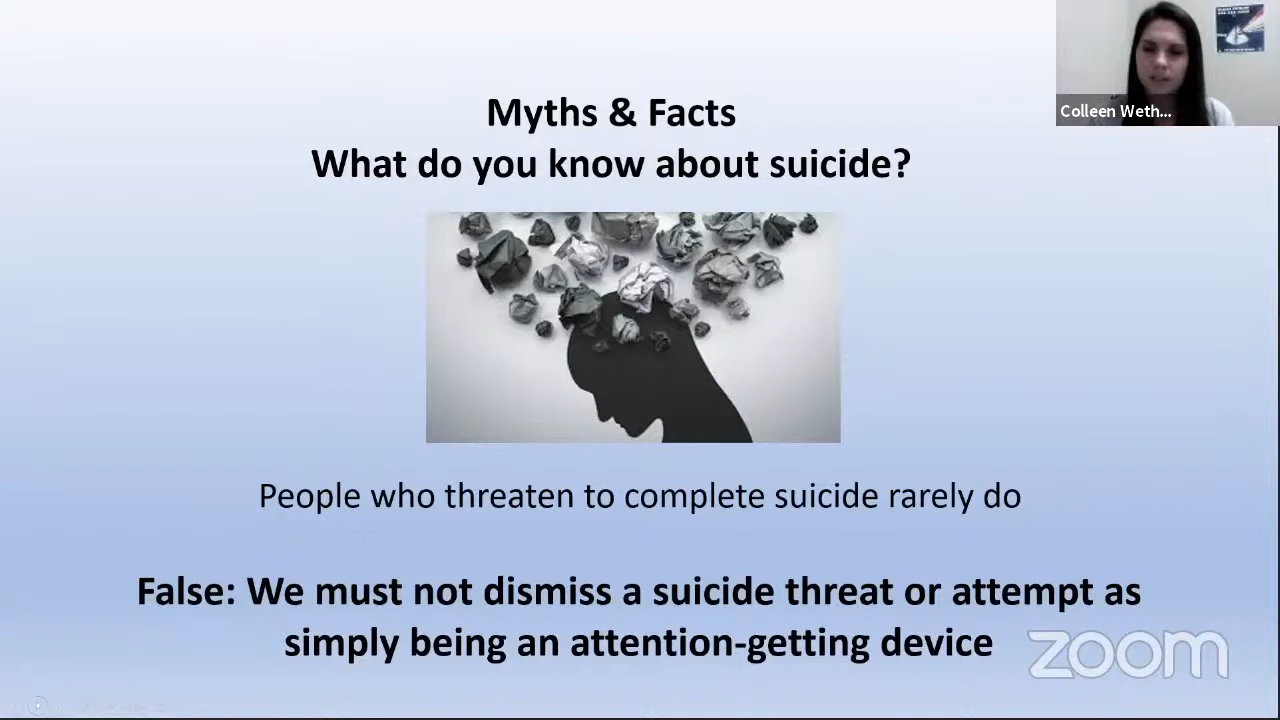 Myths & Facts
What do you know about suicide?
Colleen Weth...
People who threaten to complete suicide rarely do
False: We must not dismiss a suicide threat or attempt as
simply being an attention-getting device
zoom